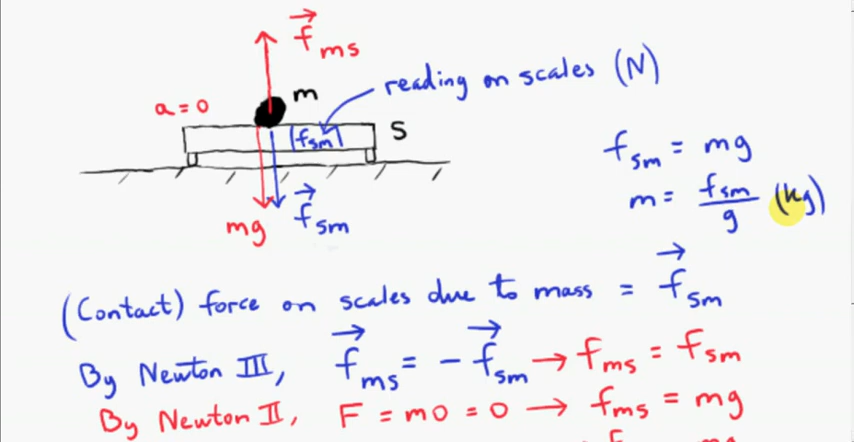 f⃗ms
m
reading on scales (N)
a = 0
|fsm|
S
fsm = mg
m = fsm/g (kg)
mg
f⃗sm
(Contact) force on scales due to mass = f⃗sm
By Newton III, f⃗ms = - f⃗sm → fms = fsm
By Newton II, F = m0 = 0 → fms = mg